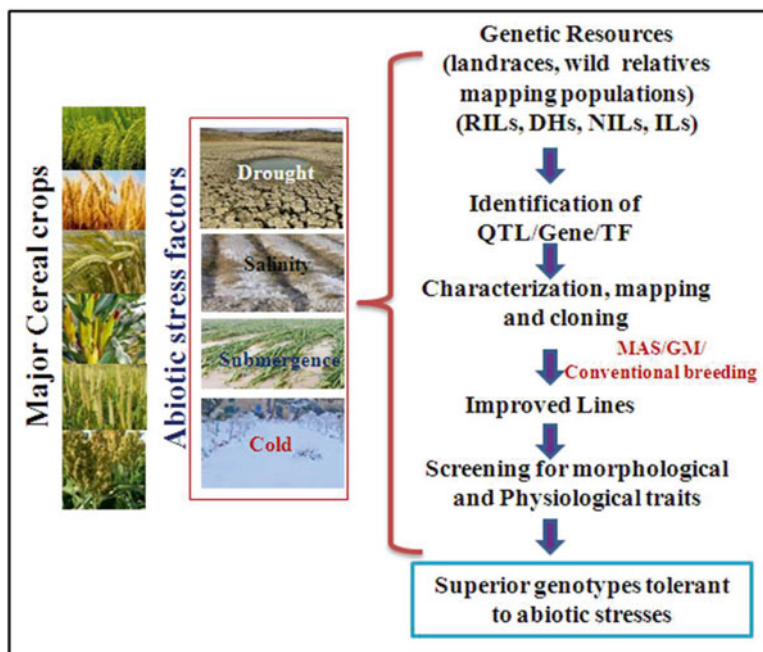 Major Cereal crops
Abiotic stress factors
Drought
Salinity
Submergence
Cold
Genetic Resources
(landraces, wild relatives
mapping populations)
(RILs, DHs, NILs, ILs)
Identification of
QTL/Gene/TF
Characterization, mapping
and cloning
MAS/GM/
Conventional breeding
Improved Lines
Screening for morphological
and Physiological traits
Superior genotypes tolerant
to abiotic stresses